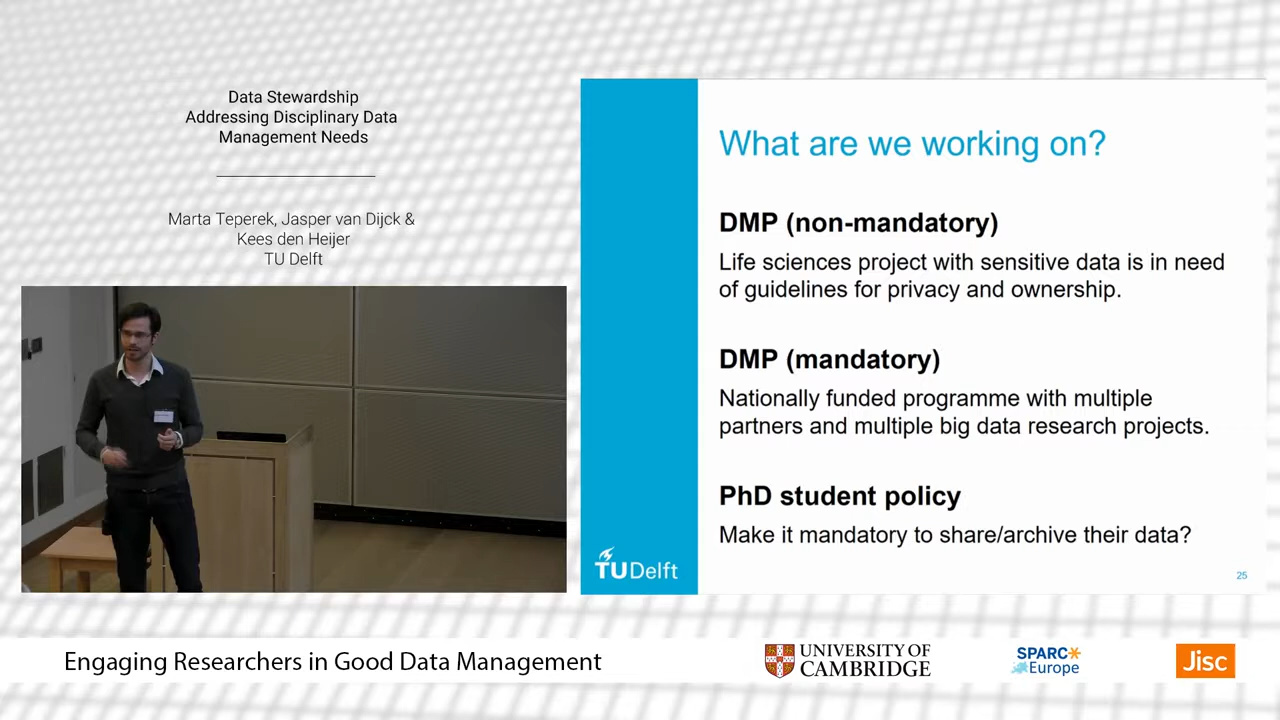 Data Stewardship
Addressing Disciplinary Data
Management Needs
Marta Teperek, Jasper van Dijck &
Kees den Heijer
TU Delft
What are we working on?
DMP (non-mandatory)
Life sciences project with sensitive data is in need
of guidelines for privacy and ownership.
DMP (mandatory)
Nationally funded programme with multiple
partners and multiple big data research projects.
PhD student policy
Make it mandatory to share/archive their data?
TUDelft
25
Engaging Researchers in Good Data Management
UNIVERSITY OF
CAMBRIDGE
SPARC
Europe
Jisc